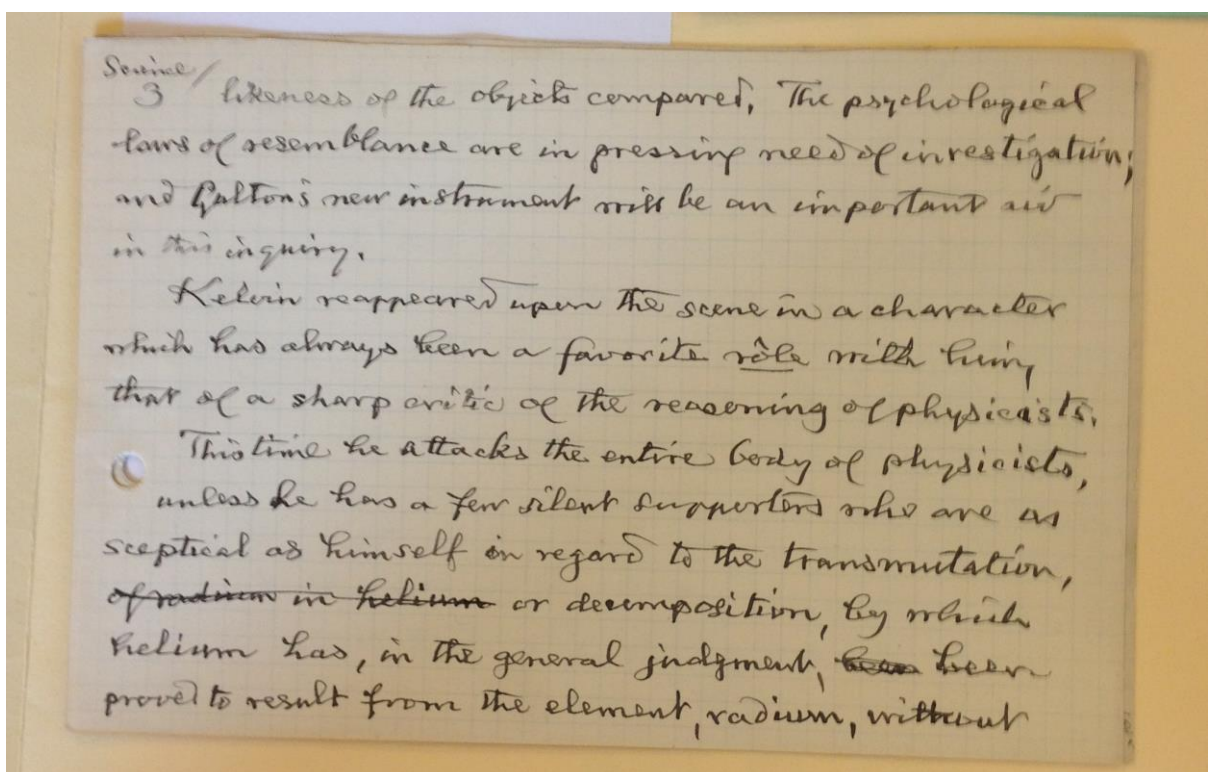 Science/
3 likeness of the objects compared. The psychological
laws of resemblance are in pressing need of investigation;
and Galton's new instrument will be an important aid
in this inquiry.
Kelvin reappeared upon the scene in a character
which has always been a favorite rôle with him,
that of a sharp critic of the reasoning of physicists.
This time he attacks the entire body of physicists,
unless he has a few silent supporters who are as
sceptical as himself in regard to the transmutation,
of radium in helium or decomposition, by which
helium has, in the general judgment, been been
proved to result from the element, radium, without